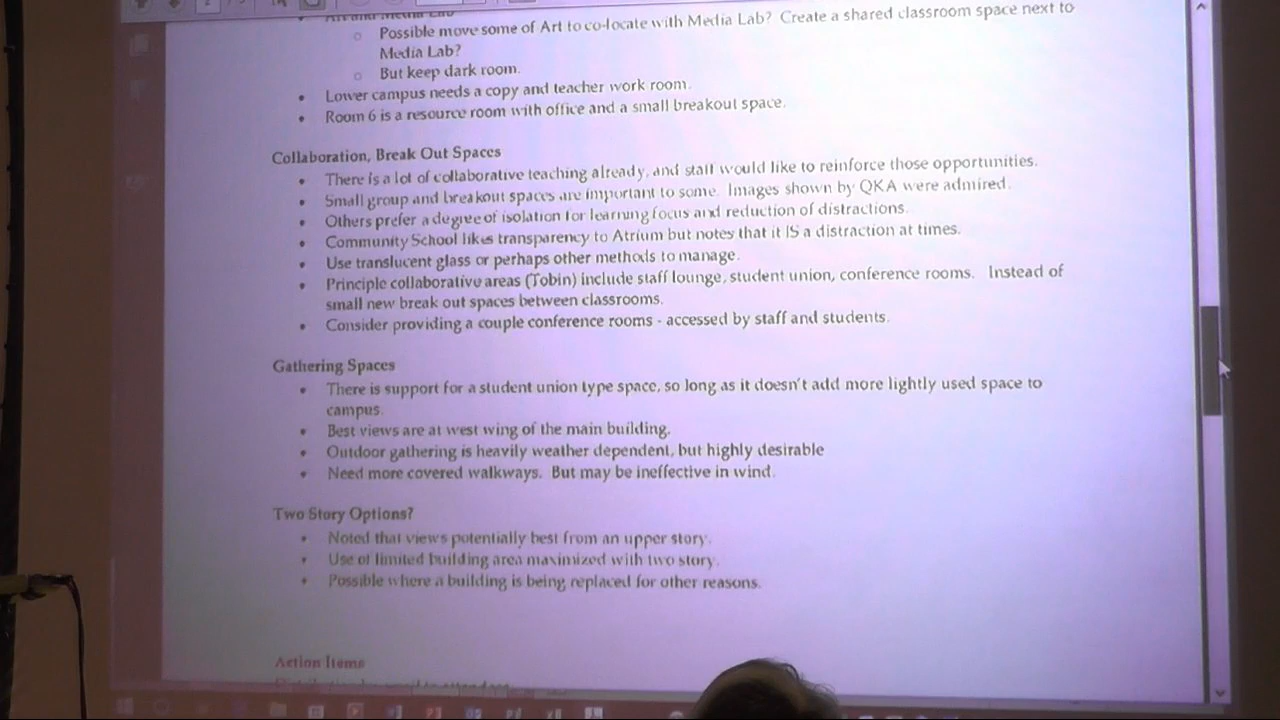 Art and Media Lab
Possible move some of Art to co-locate with Media Lab? Create a shared classroom space next to
Media Lab?
But keep dark room.
Lower campus needs a copy and teacher work room.
Room 6 is a resource room with office and a small breakout space.
Collaboration, Break Out Spaces
There is a lot of collaborative teaching already, and staff would like to reinforce those opportunities.
Small group and breakout spaces are important to some. Images shown by QKA were admired.
Others prefer a degree of isolation for learning focus and reduction of distractions.
Community School likes transparency to Atrium but notes that it IS a distraction at times.
Use translucent glass or perhaps other methods to manage.
Principle collaborative areas (Tobin) include staff lounge, student union, conference rooms. Instead of
small new break out spaces between classrooms.
Consider providing a couple conference rooms - accessed by staff and students.
Gathering Spaces
There is support for a student union type space, so long as it doesn't add more lightly used space to
campus.
Best views are at west wing of the main building.
Outdoor gathering is heavily weather dependent, but highly desirable
Need more covered walkways. But may be ineffective in wind.
Two Story Options?
Noted that views potentially best from an upper story.
Use of limited building area maximized with two story.
Possible where a building is being replaced for other reasons.
Action Items